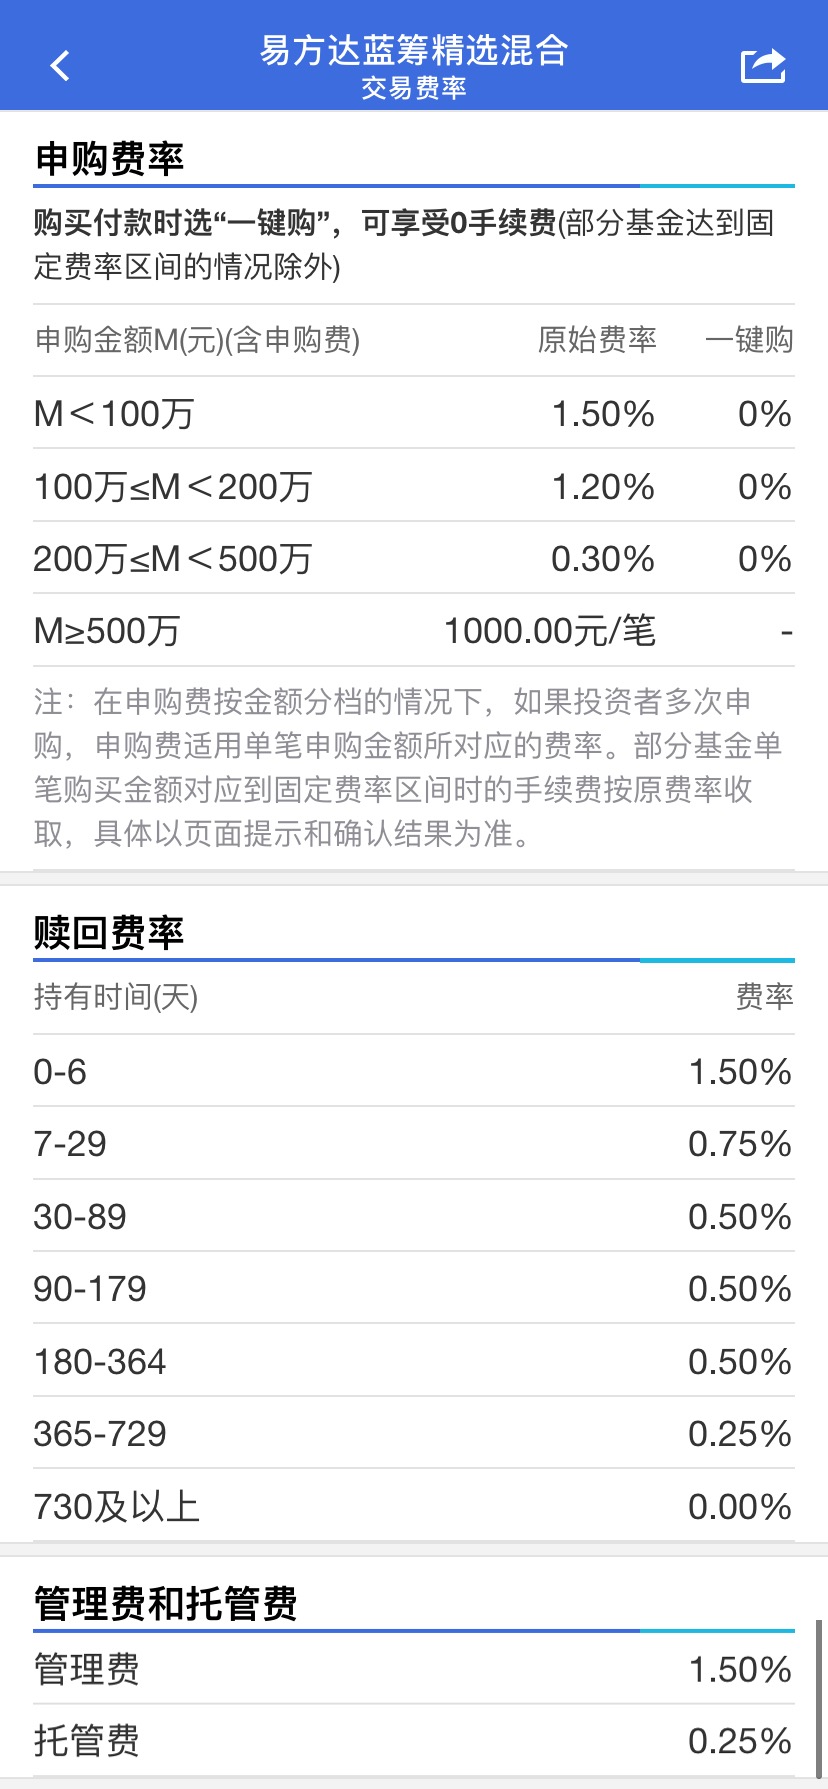 易方达蓝筹精选混合
交易费率
申购费率
购买付款时选“一键购”，可享受0手续费(部分基金达到固
定费率区间的情况除外)
申购金额M(元)(含申购费) 原始费率 一键购
M＜100万 1.50% 0%
100万≤M＜200万 1.20% 0%
200万≤M＜500万 0.30% 0%
M≥500万 1000.00元/笔 -
注：在申购费按金额分档的情况下，如果投资者多次申
购，申购费适用单笔申购金额所对应的费率。部分基金单
笔购买金额对应到固定费率区间时的手续费按原费率收
取，具体以页面提示和确认结果为准。
赎回费率
持有时间(天) 费率
0-6 1.50%
7-29 0.75%
30-89 0.50%
90-179 0.50%
180-364 0.50%
365-729 0.25%
730及以上 0.00%
管理费和托管费
管理费 1.50%
托管费 0.25%